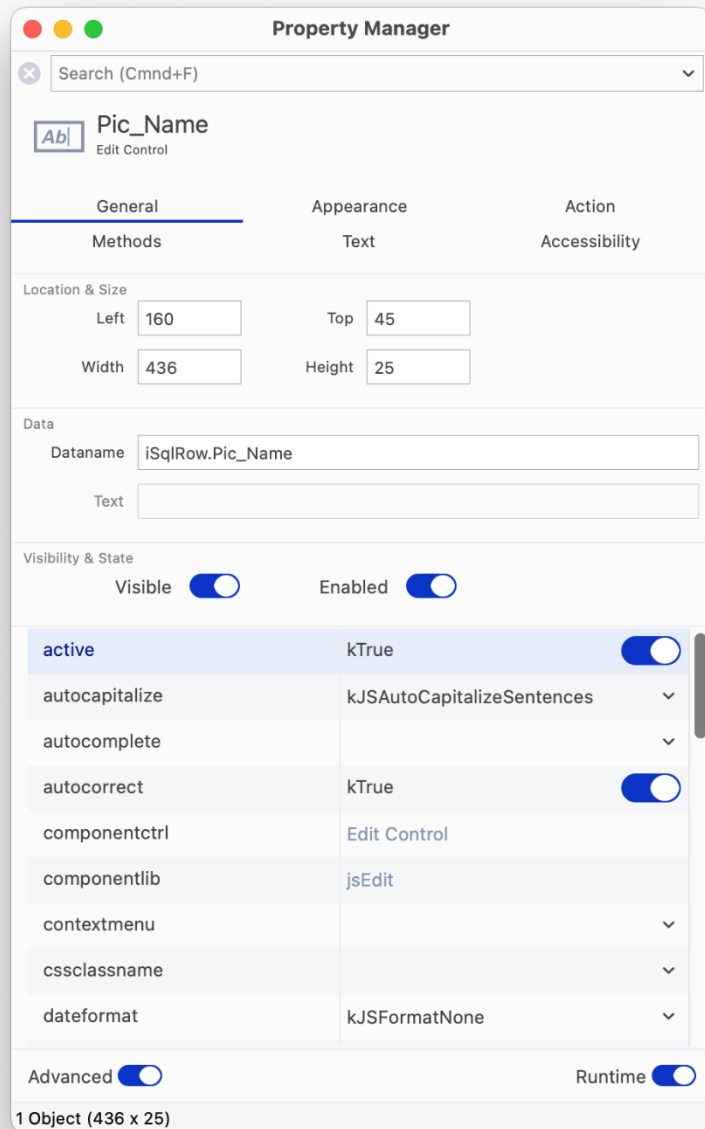 Property Manager
Search (Cmnd+F)
Ab|
Pic_Name
Edit Control
General Appearance Action
Methods Text Accessibility
Location & Size
Left 160 Top 45
Width 436 Height 25
Data
Dataname iSqlRow.Pic_Name
Text
Visibility & State
Visible Enabled
active kTrue
autocapitalize kJSAutoCapitalizeSentences
autocomplete
autocorrect kTrue
componentctrl Edit Control
componentlib jsEdit
contextmenu
cssclassname
dateformat kJSFormatNone
Advanced Runtime
1 Object (436 x 25)